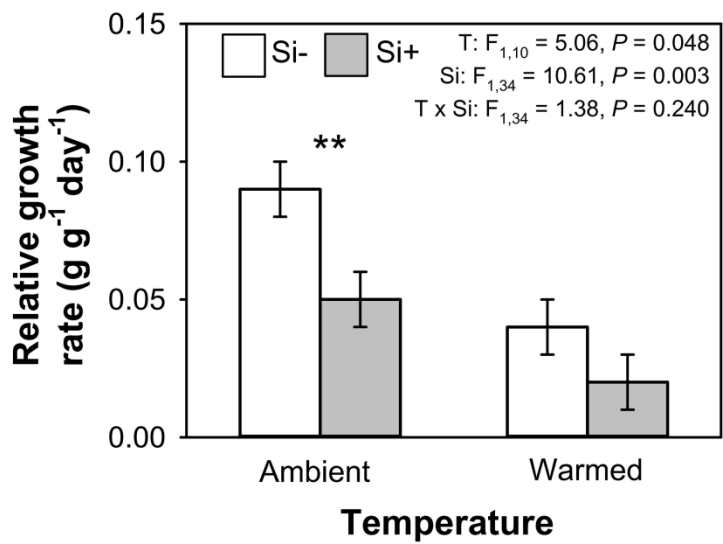 0.15
0.10
0.05
0.00
Relative growth
rate (g g⁻¹ day⁻¹)
Si- Si+
T: F₁,₁₀ = 5.06, P = 0.048
Si: F₁,₃₄ = 10.61, P = 0.003
T x Si: F₁,₃₄ = 1.38, P = 0.240
**
Ambient Warmed
Temperature